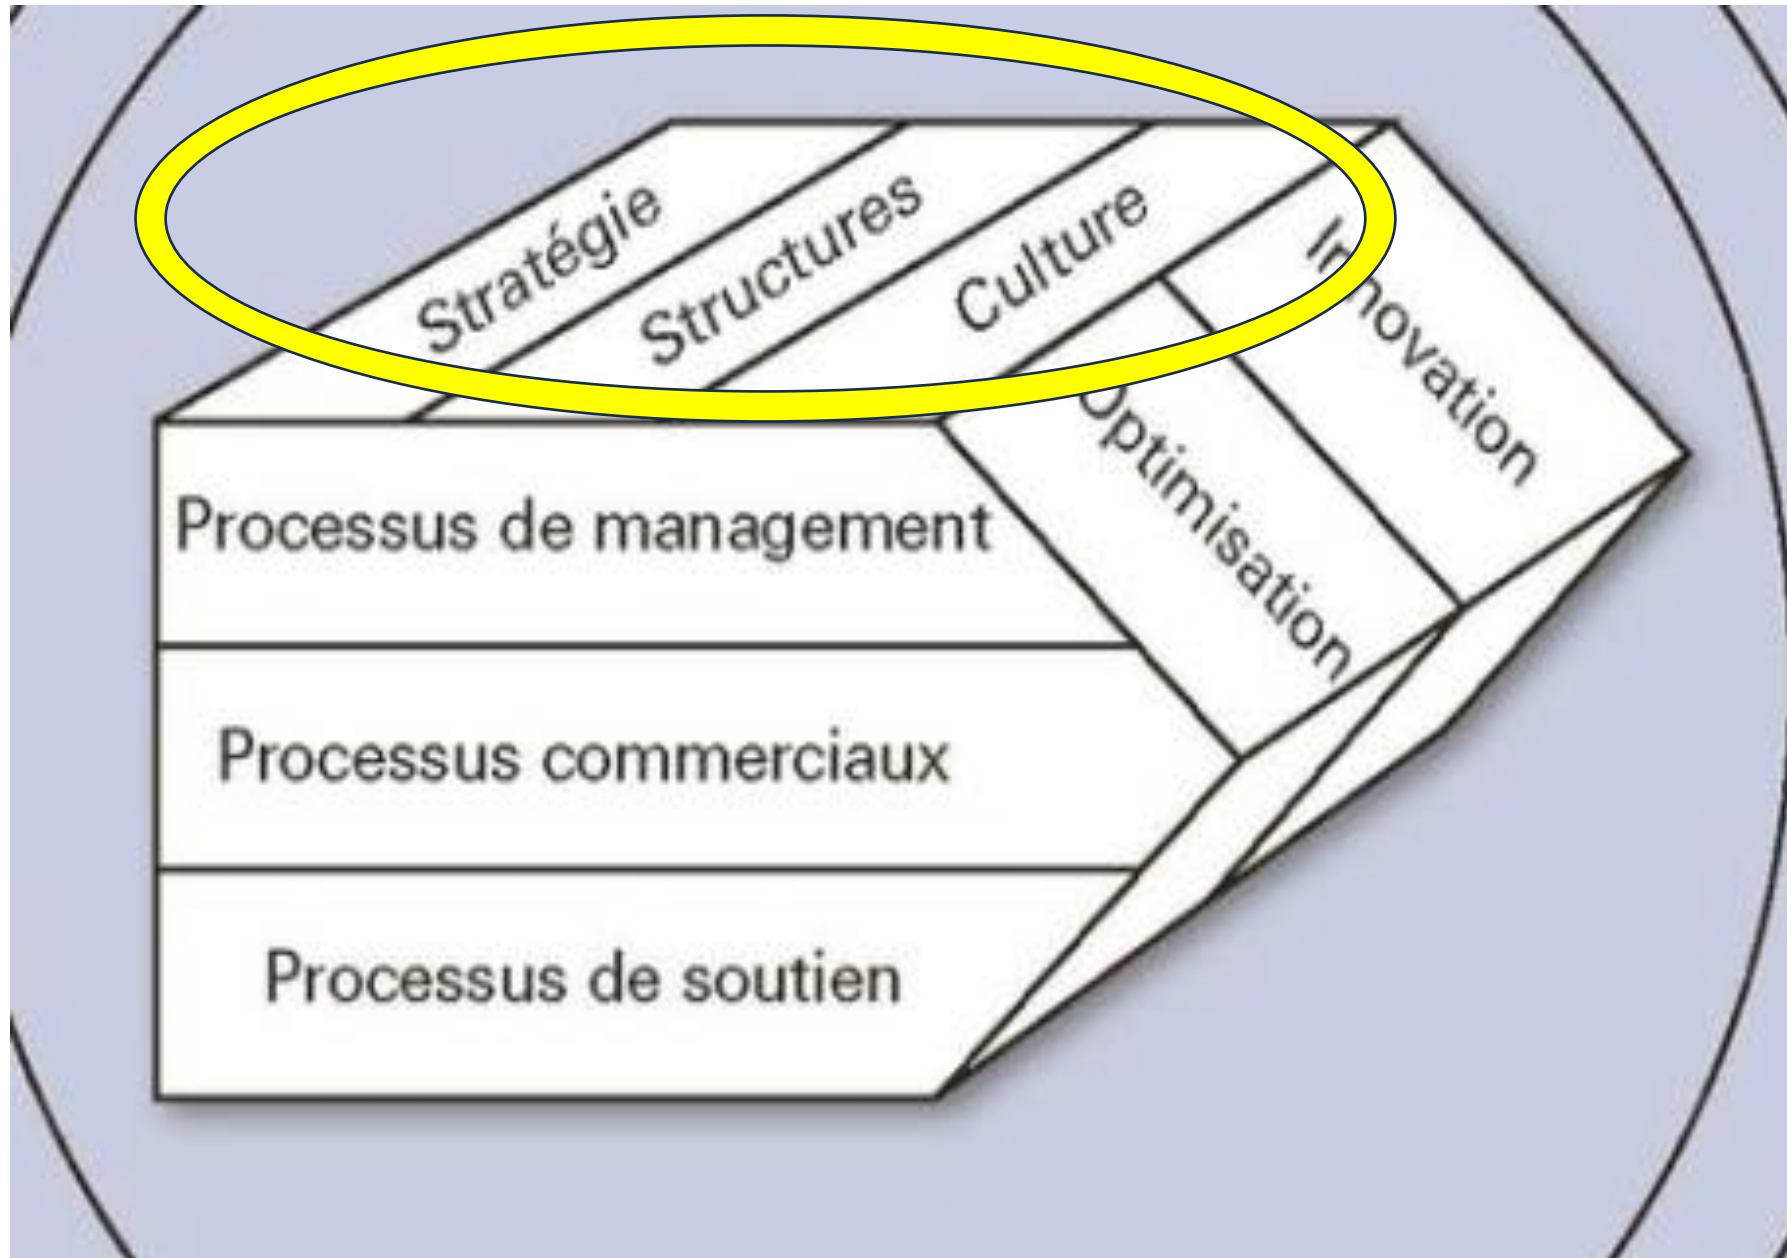 Stratégie
Structures
Culture
Innovation
Optimisation
Processus de management
Processus commerciaux
Processus de soutien